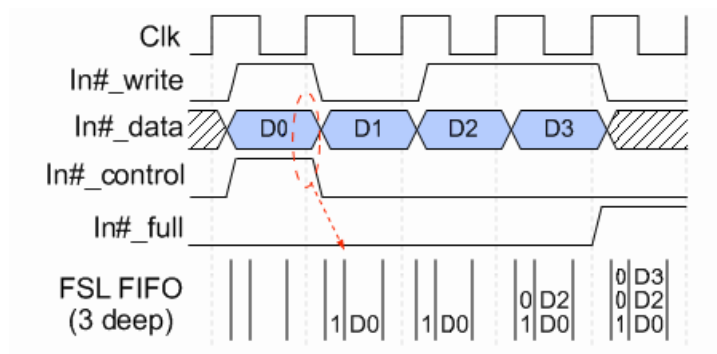 Clk
In#_write
In#_data D0 D1 D2 D3
In#_control
In#_full
FSL FIFO
(3 deep)
1 D0
1 D0
0 D2
1 D0
0 D3
0 D2
1 D0